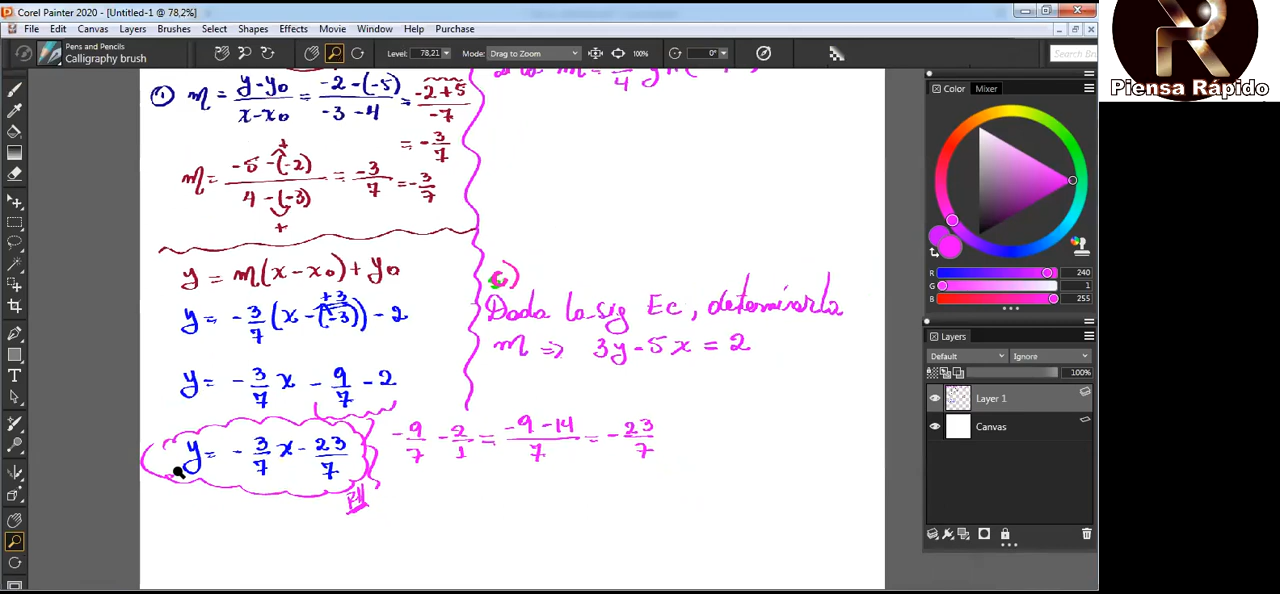 Corel Painter 2020 - [Untitled-1 @ 78,2%]
File Edit Canvas Layers Brushes Select Shapes Effects Movie Window Help Purchase
Pens and Pencils
Calligraphy brush
Level: 78,21
Mode: Drag to Zoom
100%
0°
Search Bru
R
Piensa Rápido
① m = y-y₀/x-x₀ = -2-(-5)/-3-4 = -2+5/-7
= -3/7
m = -5-(-2)/4-(-3) = -3/7 = -3/7
+
+
y = m(x-x₀)+y₀
+3
y = -3/7(x-(-3))-2
y = -3/7x - 9/7 - 2
y = -3/7x - 23/7
R//
-9/7 - 2/1 = -9-14/7 = -23/7
c)
Dada la sig Ec, determinar la
m ⇒ 3y-5x = 2
Color Mixer
R 240
G 1
B 255
Layers
Default Ignore
100%
Layer 1
Canvas